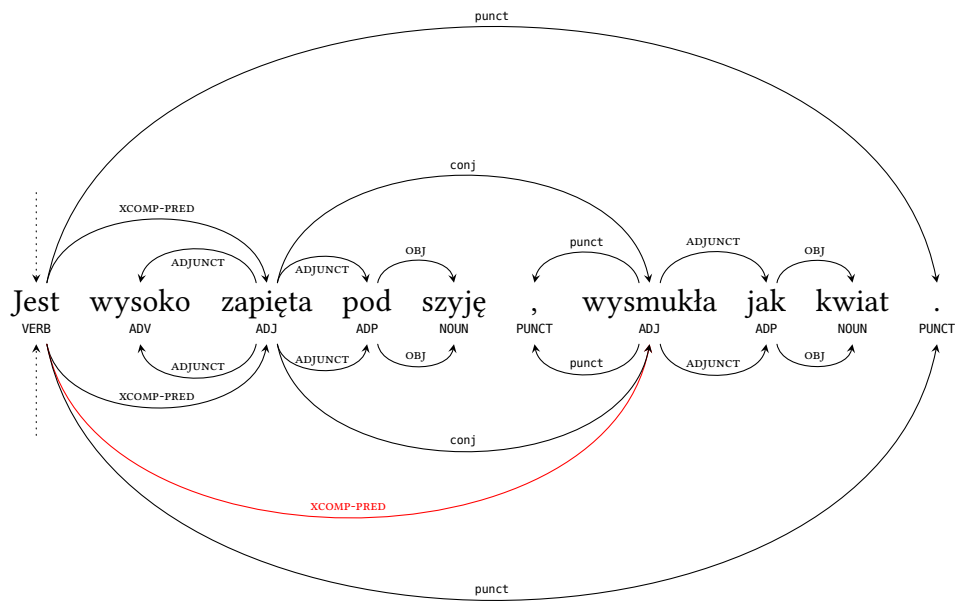 punct
conj
XCOMP-PRED
punct
ADJUNCT
OBJ
ADJUNCT
ADJUNCT
OBJ
Jest wysoko zapięta pod szyję , wysmukła jak kwiat .
VERB ADV ADJ ADP NOUN PUNCT ADJ ADP NOUN PUNCT
ADJUNCT ADJUNCT OBJ punct ADJUNCT OBJ
XCOMP-PRED
conj
XCOMP-PRED
punct